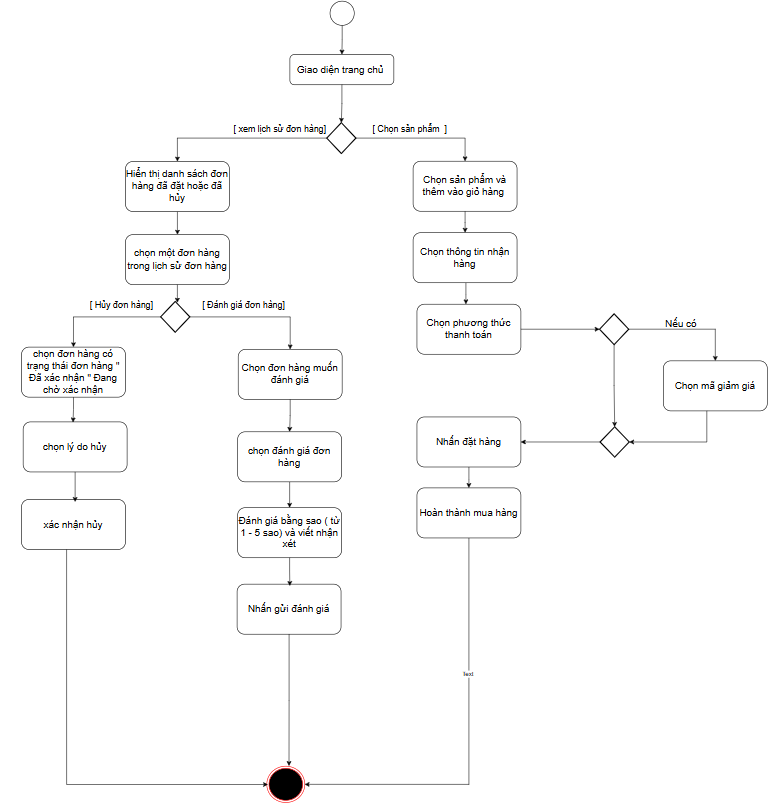 Giao diện trang chủ
[ xem lịch sử đơn hàng]
[ Chọn sản phẩm ]
Hiển thị danh sách đơn
hàng đã đặt hoặc đã
hủy
Chọn sản phẩm và
thêm vào giỏ hàng
chọn một đơn hàng
trong lịch sử đơn hàng
Chọn thông tin nhận
hàng
[ Hủy đơn hàng]
[ Đánh giá đơn hàng]
Chọn phương thức
thanh toán
Nếu có
chọn đơn hàng có
trạng thái đơn hàng "
Đã xác nhận " Đang
chờ xác nhận
Chọn đơn hàng muốn
đánh giá
Chọn mã giảm giá
chọn lý do hủy
chọn đánh giá đơn
hàng
Nhấn đặt hàng
xác nhận hủy
Đánh giá bằng sao ( từ
1 - 5 sao) và viết nhận
xét
Hoàn thành mua hàng
Nhấn gửi đánh giá
Text